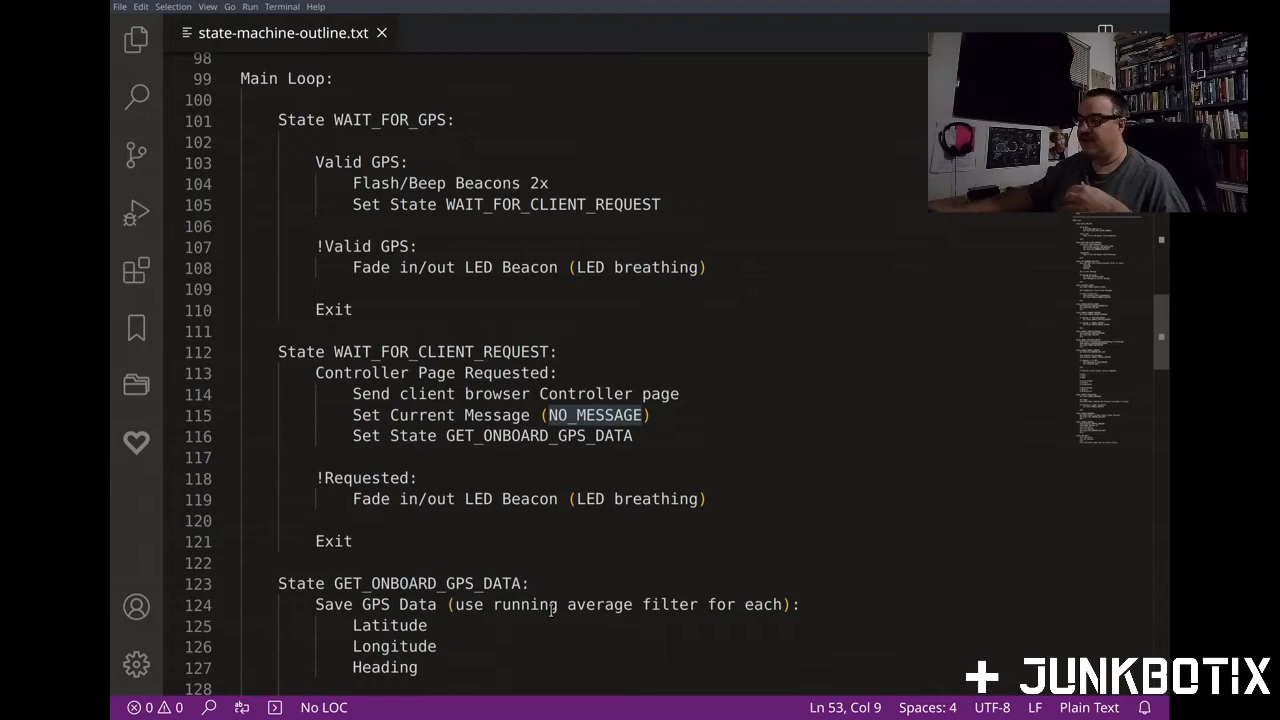 File Edit Selection View Go Run Terminal Help
state-machine-outline.txt
98
99 Main Loop:
100
101 State WAIT_FOR_GPS:
102
103 Valid GPS:
104 Flash/Beep Beacons 2x
105 Set State WAIT_FOR_CLIENT_REQUEST
106
107 !Valid GPS:
108 Fade in/out LED Beacon (LED breathing)
109
110 Exit
111
112 State WAIT_FOR_CLIENT_REQUEST:
113 Controller Page Requested:
114 Send client browser Controller page
115 Set Current Message (NO_MESSAGE)
116 Set State GET_ONBOARD_GPS_DATA
117
118 !Requested:
119 Fade in/out LED Beacon (LED breathing)
120
121 Exit
122
123 State GET_ONBOARD_GPS_DATA:
124 Save GPS Data (use running average filter for each):
125 Latitude
126 Longitude
127 Heading
128
+ JUNKBOTIX
0 0 No LOC Ln 53, Col 9 Spaces: 4 UTF-8 LF Plain Text